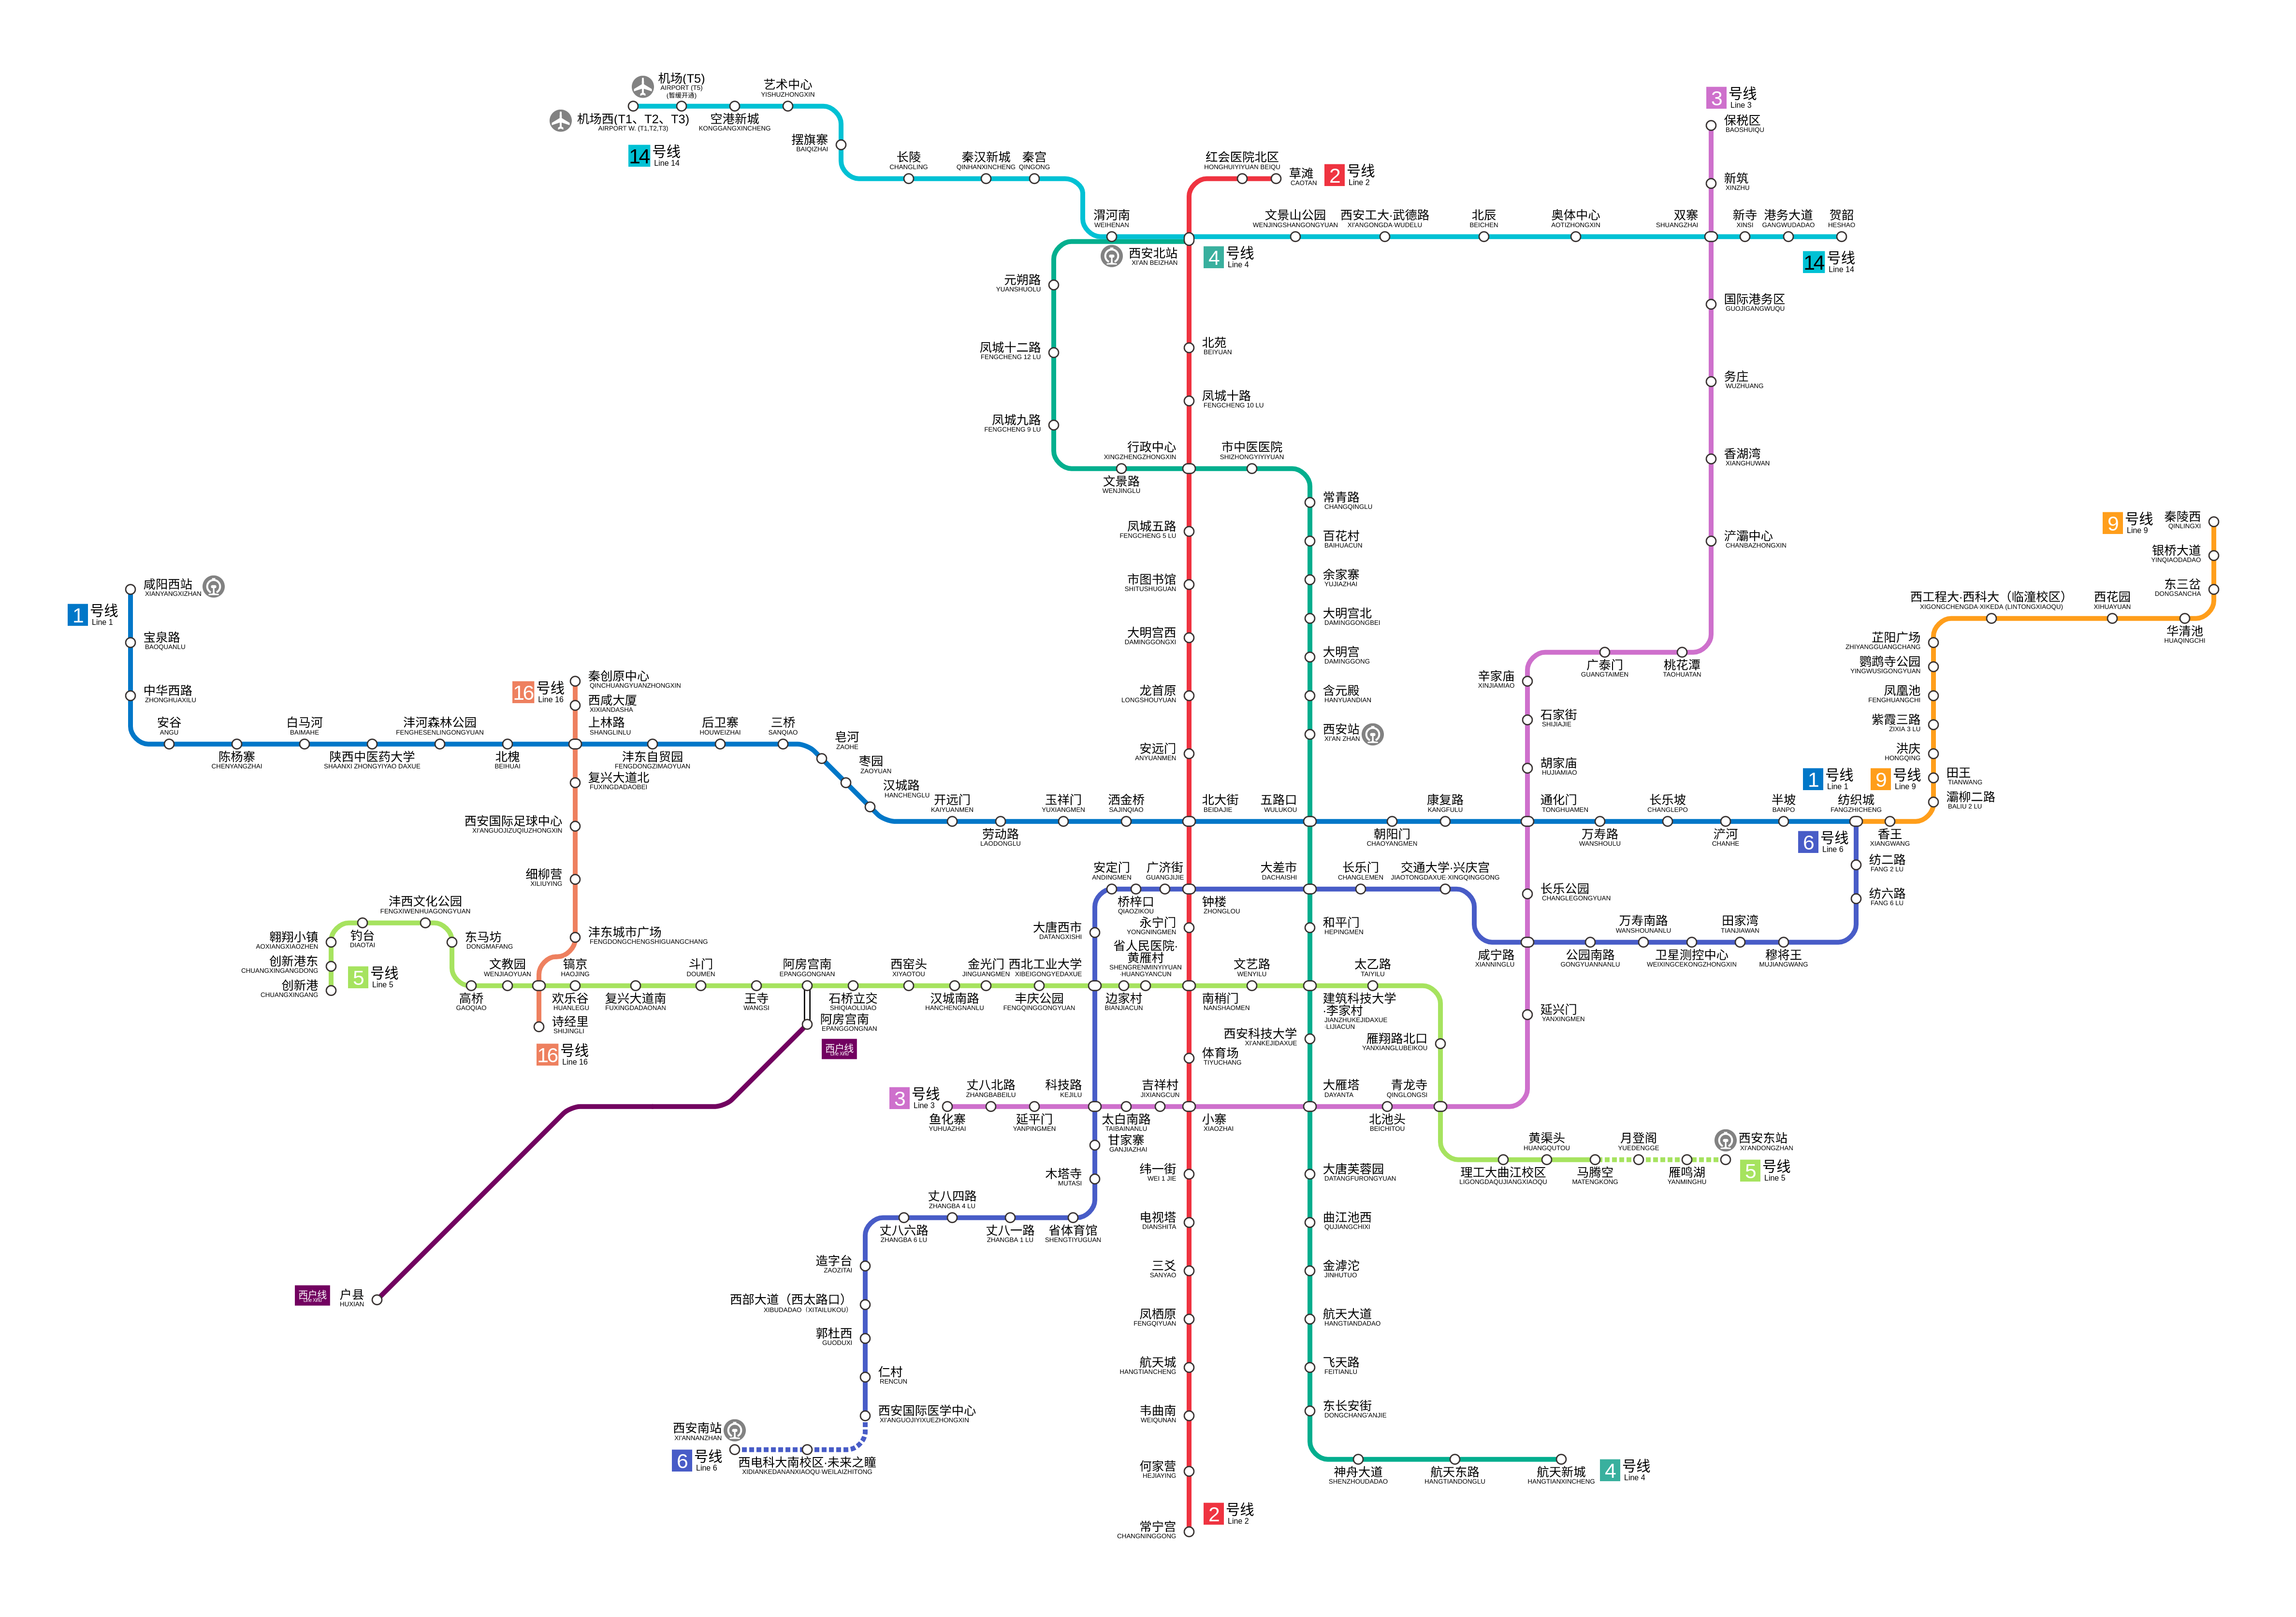 机场(T5)
AIRPORT (T5)
(暂缓开通)
机场西(T1、T2、T3)
AIRPORT W. (T1,T2,T3)
14 号线
Line 14
空港新城
KONGGANGXINCHENG
艺术中心
YISHUZHONGXIN
摆旗寨
BAIQIZHAI
长陵
CHANGLING
秦汉新城
QINHANXINCHENG
秦宫
QINGONG
渭河南
WEIHENAN
西安北站
XI'AN BEIZHAN
文景山公园
WENJINGSHANGONGYUAN
西安工大·武德路
XI'ANGONGDA·WUDELU
北辰
BEICHEN
奥体中心
AOTIZHONGXIN
双寨
SHUANGZHAI
新寺
XINSI
港务大道
GANGWUDADAO
贺韶
HESHAO
14 号线
Line 14
红会医院北区
HONGHUIYIYUAN BEIQU
草滩
CAOTAN
2 号线
Line 2
4 号线
Line 4
3 号线
Line 3
保税区
BAOSHUIQU
新筑
XINZHU
国际港务区
GUOJIGANGWUQU
务庄
WUZHUANG
香湖湾
XIANGHUWAN
浐灞中心
CHANBAZHONGXIN
桃花潭
TAOHUATAN
广泰门
GUANGTAIMEN
辛家庙
XINJIAMIAO
石家街
SHIJIAJIE
胡家庙
HUJIAMIAO
元朔路
YUANSHUOLU
凤城十二路
FENGCHENG 12 LU
凤城九路
FENGCHENG 9 LU
文景路
WENJINGLU
行政中心
XINGZHENGZHONGXIN
市中医医院
SHIZHONGYIYIYUAN
北苑
BEIYUAN
凤城十路
FENGCHENG 10 LU
凤城五路
FENGCHENG 5 LU
市图书馆
SHITUSHUGUAN
大明宫西
DAMINGGONGXI
龙首原
LONGSHOUYUAN
安远门
ANYUANMEN
常青路
CHANGQINGLU
百花村
BAIHUACUN
余家寨
YUJIAZHAI
大明宫北
DAMINGGONGBEI
大明宫
DAMINGGONG
含元殿
HANYUANDIAN
西安站
XI'AN ZHAN
9 号线
Line 9
秦陵西
QINLINGXI
银桥大道
YINQIAODADAO
东三岔
DONGSANCHA
华清池
HUAQINGCHI
西花园
XIHUAYUAN
西工程大·西科大（临潼校区）
XIGONGCHENGDA·XIKEDA (LINTONGXIAOQU)
芷阳广场
ZHIYANGGUANGCHANG
鹦鹉寺公园
YINGWUSIGONGYUAN
凤凰池
FENGHUANGCHI
紫霞三路
ZIXIA 3 LU
洪庆
HONGQING
田王
TIANWANG
灞柳二路
BALIU 2 LU
香王
XIANGWANG
1 号线
Line 1
9 号线
Line 9
纺织城
FANGZHICHENG
6 号线
Line 6
咸阳西站
XIANYANGXIZHAN
1 号线
Line 1
宝泉路
BAOQUANLU
中华西路
ZHONGHUAXILU
安谷
ANGU
陈杨寨
CHENYANGZHAI
白马河
BAIMAHE
陕西中医药大学
SHAANXI ZHONGYIYAO DAXUE
沣河森林公园
FENGHESENLINGONGYUAN
北槐
BEIHUAI
上林路
SHANGLINLU
沣东自贸园
FENGDONGZIMAOYUAN
后卫寨
HOUWEIZHAI
三桥
SANQIAO
皂河
ZAOHE
枣园
ZAOYUAN
汉城路
HANCHENGLU
开远门
KAIYUANMEN
劳动路
LAODONGLU
玉祥门
YUXIANGMEN
洒金桥
SAJINQIAO
北大街
BEIDAJIE
五路口
WULUKOU
朝阳门
CHAOYANGMEN
康复路
KANGFULU
通化门
TONGHUAMEN
万寿路
WANSHOULU
长乐坡
CHANGLEPO
浐河
CHANHE
半坡
BANPO
16 号线
Line 16
秦创原中心
QINCHUANGYUANZHONGXIN
西咸大厦
XIXIANDASHA
复兴大道北
FUXINGDADAOBEI
西安国际足球中心
XI'ANGUOJIZUQIUZHONGXIN
细柳营
XILIUYING
沣东城市广场
FENGDONGCHENGSHIGUANGCHANG
欢乐谷
HUANLEGU
诗经里
SHIJINGLI
16 号线
Line 16
沣西文化公园
FENGXIWENHUAGONGYUAN
钓台
DIAOTAI
翱翔小镇
AOXIANGXIAOZHEN
创新港东
CHUANGXINGANGDONG
创新港
CHUANGXINGANG
5 号线
Line 5
东马坊
DONGMAFANG
高桥
GAOQIAO
文教园
WENJIAOYUAN
镐京
HAOJING
复兴大道南
FUXINGDADAONAN
斗门
DOUMEN
王寺
WANGSI
阿房宫南
EPANGGONGNAN
阿房宫南
EPANGGONGNAN
西户线
石桥立交
SHIQIAOLIJIAO
西窑头
XIYAOTOU
汉城南路
HANCHENGNANLU
金光门
JINGUANGMEN
丰庆公园
FENGQINGGONGYUAN
西北工业大学
XIBEIGONGYEDAXUE
边家村
BIANJIACUN
省人民医院·
黄雁村
SHENGRENMINYIYUAN
·HUANGYANCUN
南稍门
NANSHAOMEN
文艺路
WENYILU
建筑科技大学
·李家村
JIANZHUKEJIDAXUE
·LIJIACUN
太乙路
TAIYILU
雁翔路北口
YANXIANGLUBEIKOU
安定门
ANDINGMEN
桥梓口
QIAOZIKOU
广济街
GUANGJIJIE
钟楼
ZHONGLOU
大差市
DACHAISHI
长乐门
CHANGLEMEN
交通大学·兴庆宫
JIAOTONGDAXUE·XINGQINGGONG
大唐西市
DATANGXISHI
永宁门
YONGNINGMEN
和平门
HEPINGMEN
长乐公园
CHANGLEGONGYUAN
咸宁路
XIANNINGLU
公园南路
GONGYUANNANLU
万寿南路
WANSHOUNANLU
卫星测控中心
WEIXINGCEKONGZHONGXIN
田家湾
TIANJIAWAN
穆将王
MUJIANGWANG
纺二路
FANG 2 LU
纺六路
FANG 6 LU
延兴门
YANXINGMEN
西安科技大学
XI'ANKEJIDAXUE
体育场
TIYUCHANG
3 号线
Line 3
鱼化寨
YUHUAZHAI
丈八北路
ZHANGBABEILU
延平门
YANPINGMEN
科技路
KEJILU
太白南路
TAIBAINANLU
吉祥村
JIXIANGCUN
小寨
XIAOZHAI
大雁塔
DAYANTA
北池头
BEICHITOU
青龙寺
QINGLONGSI
理工大曲江校区
LIGONGDAQUJIANGXIAOQU
黄渠头
HUANGQUTOU
马腾空
MATENGKONG
月登阁
YUEDENGGE
雁鸣湖
YANMINGHU
西安东站
XI'ANDONGZHAN
5 号线
Line 5
甘家寨
GANJIAZHAI
木塔寺
MUTASI
省体育馆
SHENGTIYUGUAN
丈八一路
ZHANGBA 1 LU
丈八四路
ZHANGBA 4 LU
丈八六路
ZHANGBA 6 LU
造字台
ZAOZITAI
西部大道（西太路口）
XIBUDADAO（XITAILUKOU）
郭杜西
GUODUXI
仁村
RENCUN
西安国际医学中心
XI'ANGUOJIYIXUEZHONGXIN
西电科大南校区·未来之瞳
XIDIANKEDANANXIAOQU·WEILAIZHITONG
西安南站
XI'ANNANZHAN
6 号线
Line 6
西户线
户县
HUXIAN
纬一街
WEI 1 JIE
电视塔
DIANSHITA
三爻
SANYAO
凤栖原
FENGQIYUAN
航天城
HANGTIANCHENG
韦曲南
WEIQUNAN
何家营
HEJIAYING
常宁宫
CHANGNINGGONG
2 号线
Line 2
大唐芙蓉园
DATANGFURONGYUAN
曲江池西
QUJIANGCHIXI
金滹沱
JINHUTUO
航天大道
HANGTIANDADAO
飞天路
FEITIANLU
东长安街
DONGCHANG'ANJIE
神舟大道
SHENZHOUDADAO
航天东路
HANGTIANDONGLU
航天新城
HANGTIANXINCHENG
4 号线
Line 4